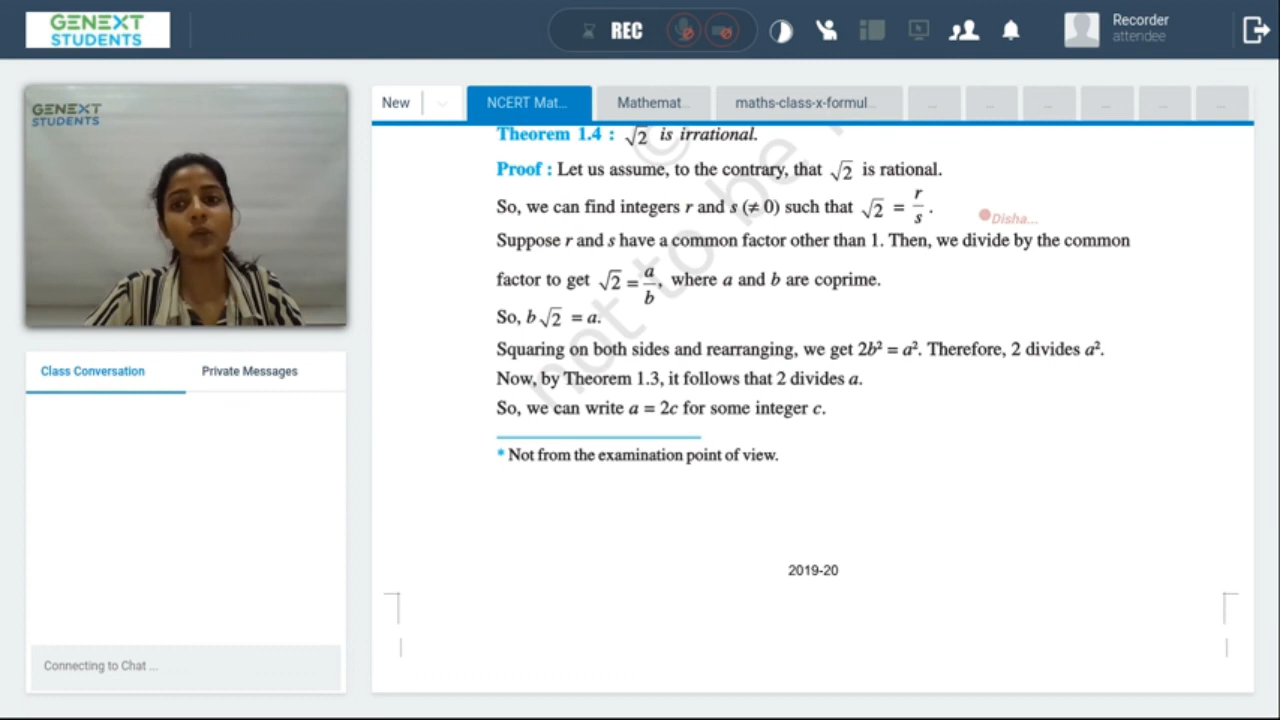 GENEXT
STUDENTS
REC
Recorder
attendee
GENEXT
STUDENTS
New
NCERT Mat...
Mathemat...
maths-class-x-formul...
...
...
...
...
...
...
Theorem 1.4 : √2 is irrational.
Proof : Let us assume, to the contrary, that √2 is rational.
So, we can find integers r and s (≠ 0) such that √2 = r/s.
Disha...
Suppose r and s have a common factor other than 1. Then, we divide by the common
factor to get √2 = a/b, where a and b are coprime.
So, b√2 = a.
Squaring on both sides and rearranging, we get 2b² = a². Therefore, 2 divides a².
Now, by Theorem 1.3, it follows that 2 divides a.
So, we can write a = 2c for some integer c.
* Not from the examination point of view.
2019-20
© not to be
Class Conversation
Private Messages
Connecting to Chat ...